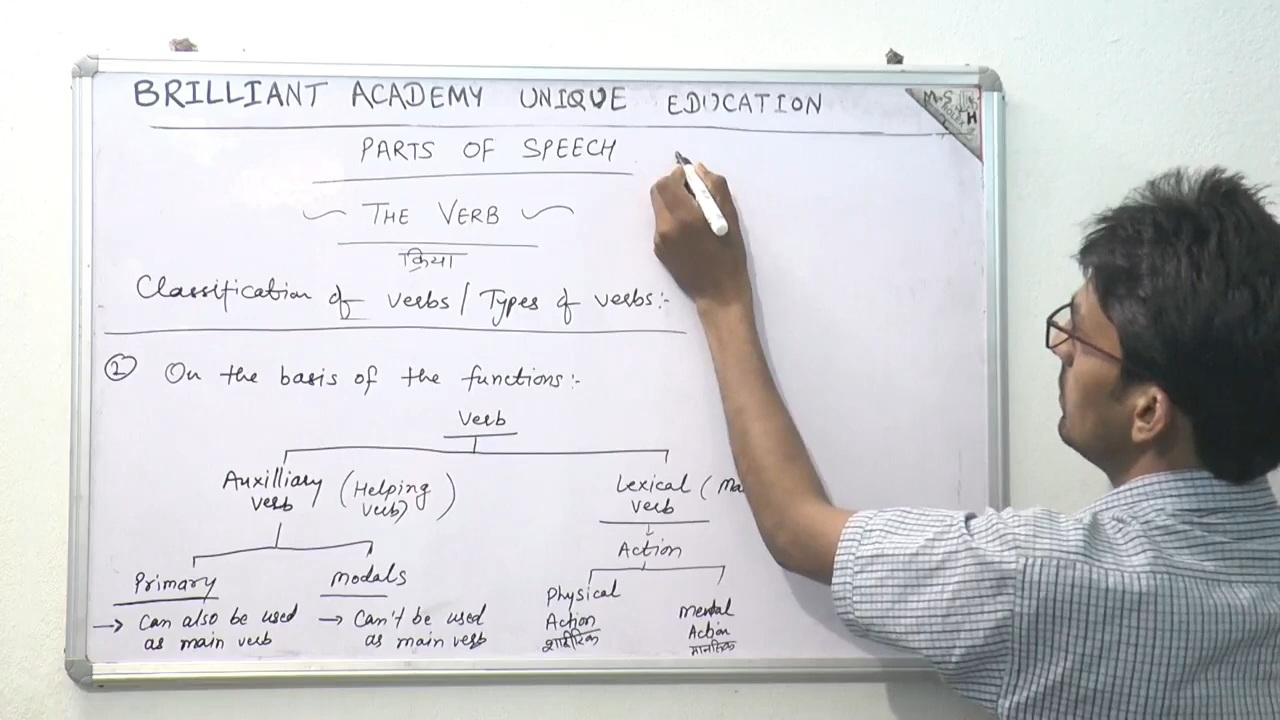 BRILLIANT ACADEMY UNIQUE EDUCATION
M.S
H
PARTS OF SPEECH
THE VERB
क्रिया
Classification of verbs / Types of verbs:-
② On the basis of the functions:-
Verb
Auxilliary (Helping
verb verb)
Lexical (Ma
verb
Action
Primary
→ Can also be used
as main verb
Modals
→ Can't be used
as main verb
Physical
Action
शारीरिक
Mental
Action
मानसिक